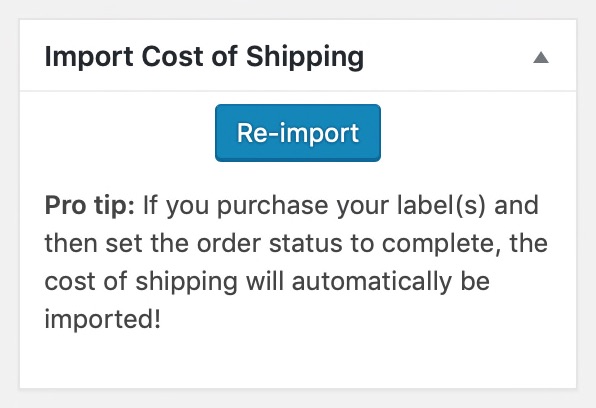 Import Cost of Shipping
Re-import
Pro tip: If you purchase your label(s) and
then set the order status to complete, the
cost of shipping will automatically be
imported!